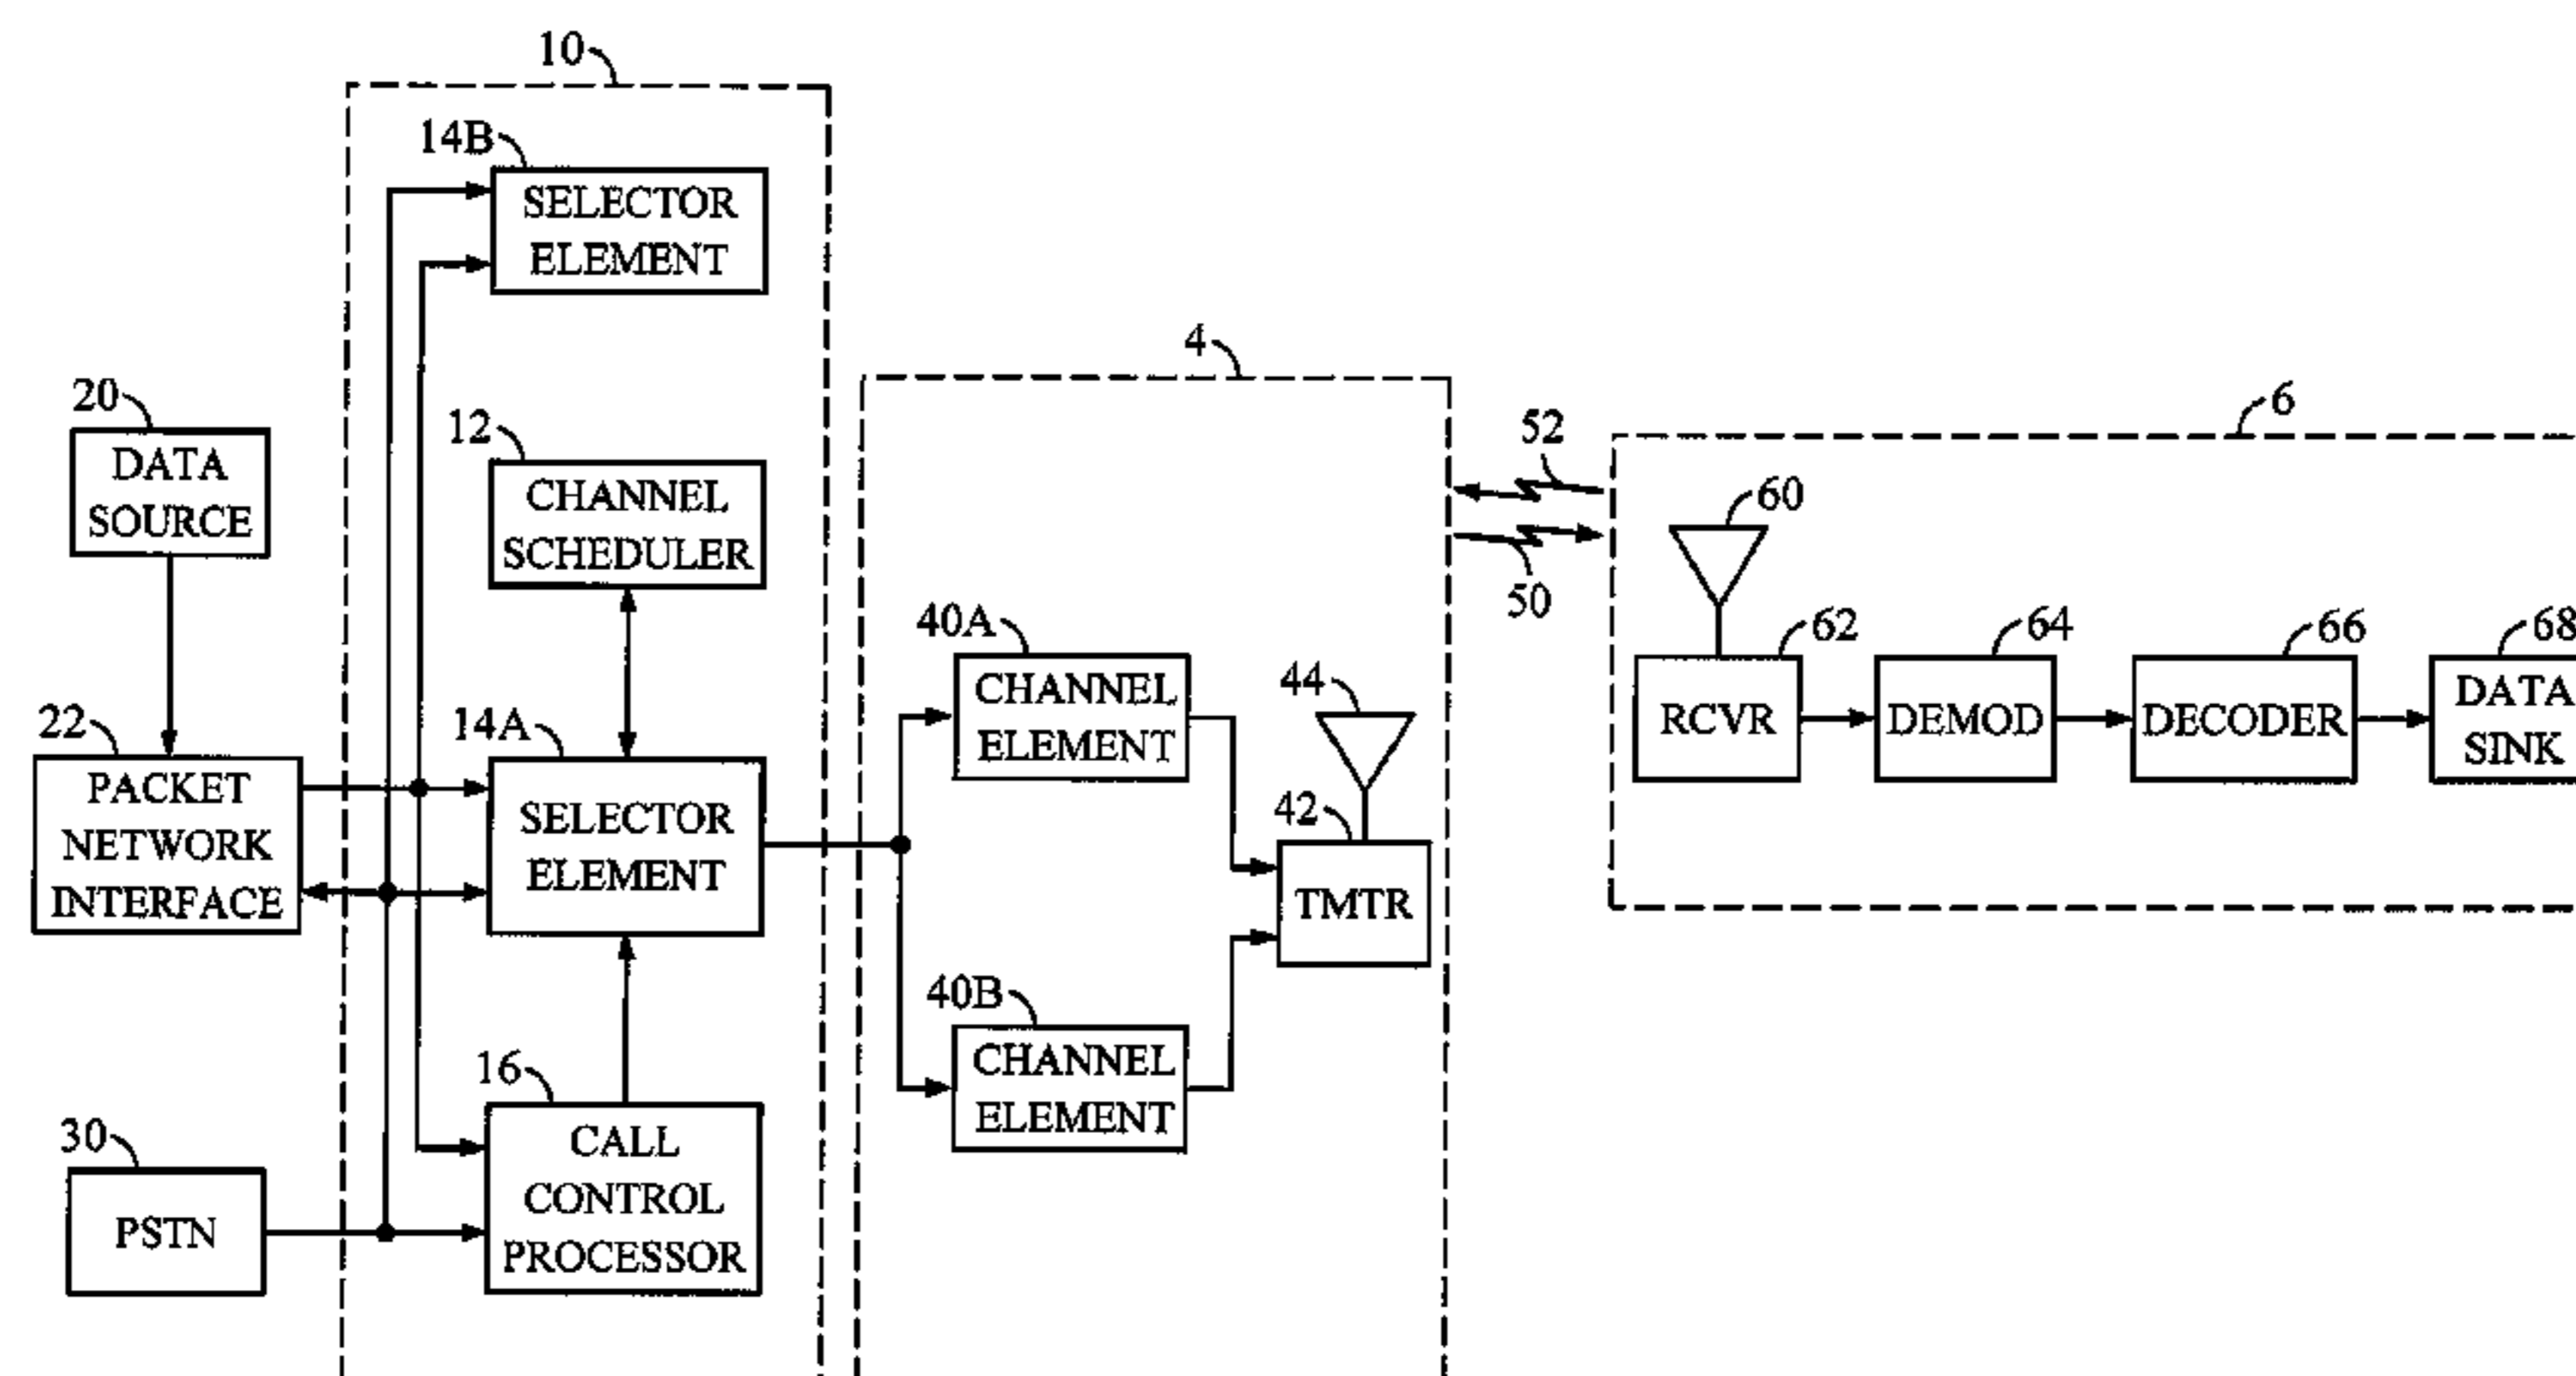 10
14B
SELECTOR
ELEMENT
20
DATA
SOURCE
12
CHANNEL
SCHEDULER
22
PACKET
NETWORK
INTERFACE
14A
SELECTOR
ELEMENT
30
PSTN
16
CALL
CONTROL
PROCESSOR
4
40A
CHANNEL
ELEMENT
40B
CHANNEL
ELEMENT
44
42
TMTR
52
50
6
60
62
RCVR
64
DEMOD
66
DECODER
68
DATA
SINK